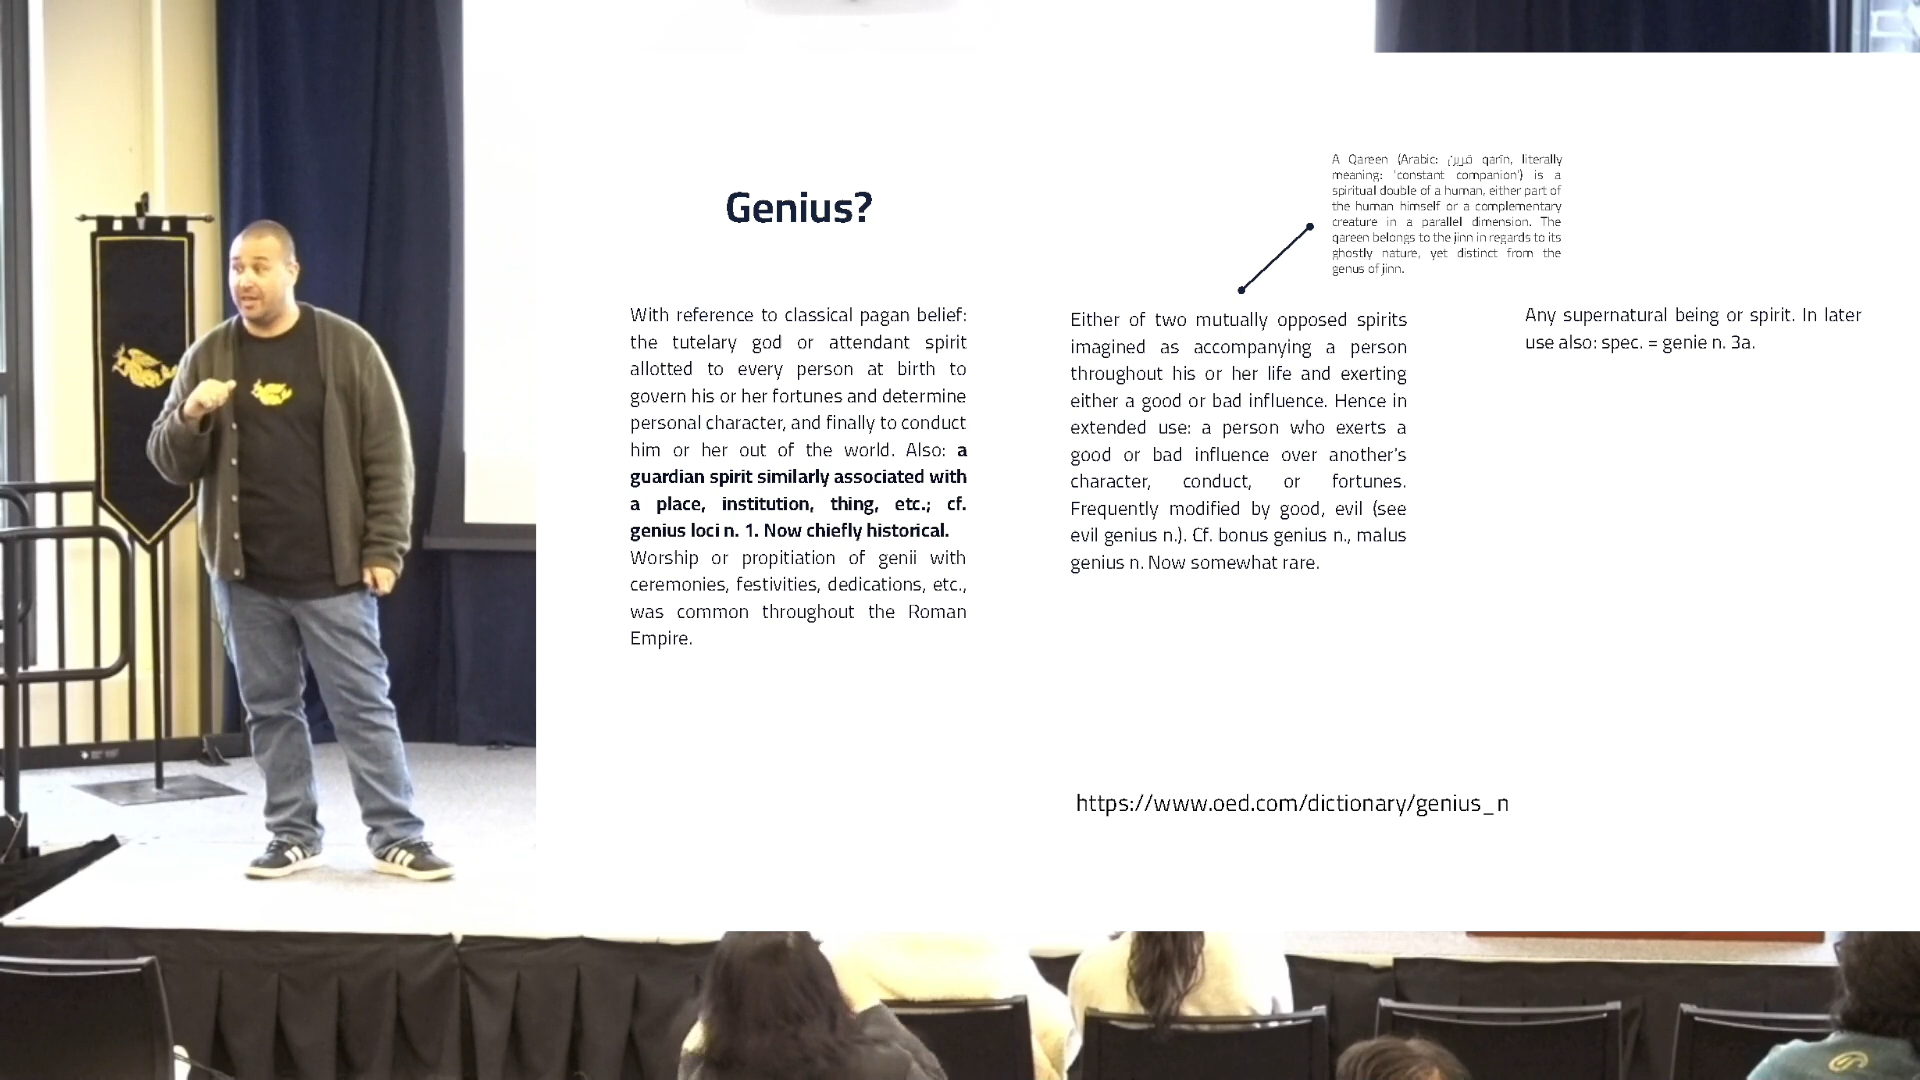 Genius?
With reference to classical pagan belief:
the tutelary god or attendant spirit
allotted to every person at birth to
govern his or her fortunes and determine
personal character, and finally to conduct
him or her out of the world. Also: a
guardian spirit similarly associated with
a place, institution, thing, etc.; cf.
genius loci n. 1. Now chiefly historical.
Worship or propitiation of genii with
ceremonies, festivities, dedications, etc.,
was common throughout the Roman
Empire.
A Qareen (Arabic: قرين qarīn, literally
meaning: 'constant companion') is a
spiritual double of a human, either part of
the human himself or a complementary
creature in a parallel dimension. The
qareen belongs to the jinn in regards to its
ghostly nature, yet distinct from the
genus of jinn.
Either of two mutually opposed spirits
imagined as accompanying a person
throughout his or her life and exerting
either a good or bad influence. Hence in
extended use: a person who exerts a
good or bad influence over another's
character, conduct, or fortunes.
Frequently modified by good, evil (see
evil genius n.). Cf. bonus genius n., malus
genius n. Now somewhat rare.
Any supernatural being or spirit. In later
use also: spec. = genie n. 3a.
https://www.oed.com/dictionary/genius_n